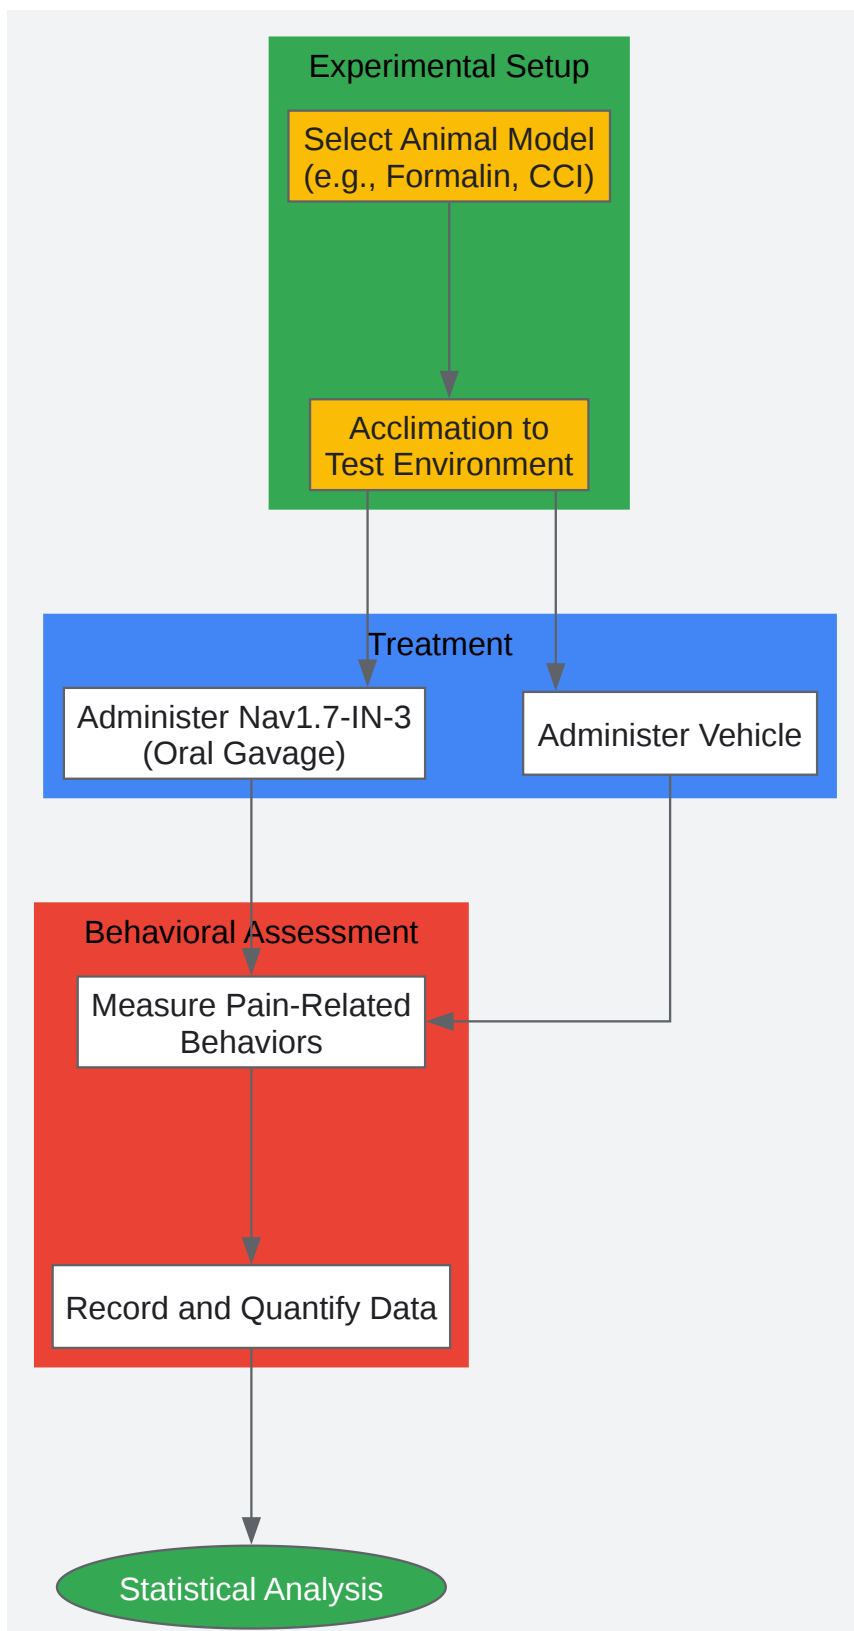 Experimental Setup
Select Animal Model
(e.g., Formalin, CCI)
Acclimation to
Test Environment
Treatment
Administer Nav1.7-IN-3
(Oral Gavage)
Administer Vehicle
Behavioral Assessment
Measure Pain-Related
Behaviors
Record and Quantify Data
Statistical Analysis